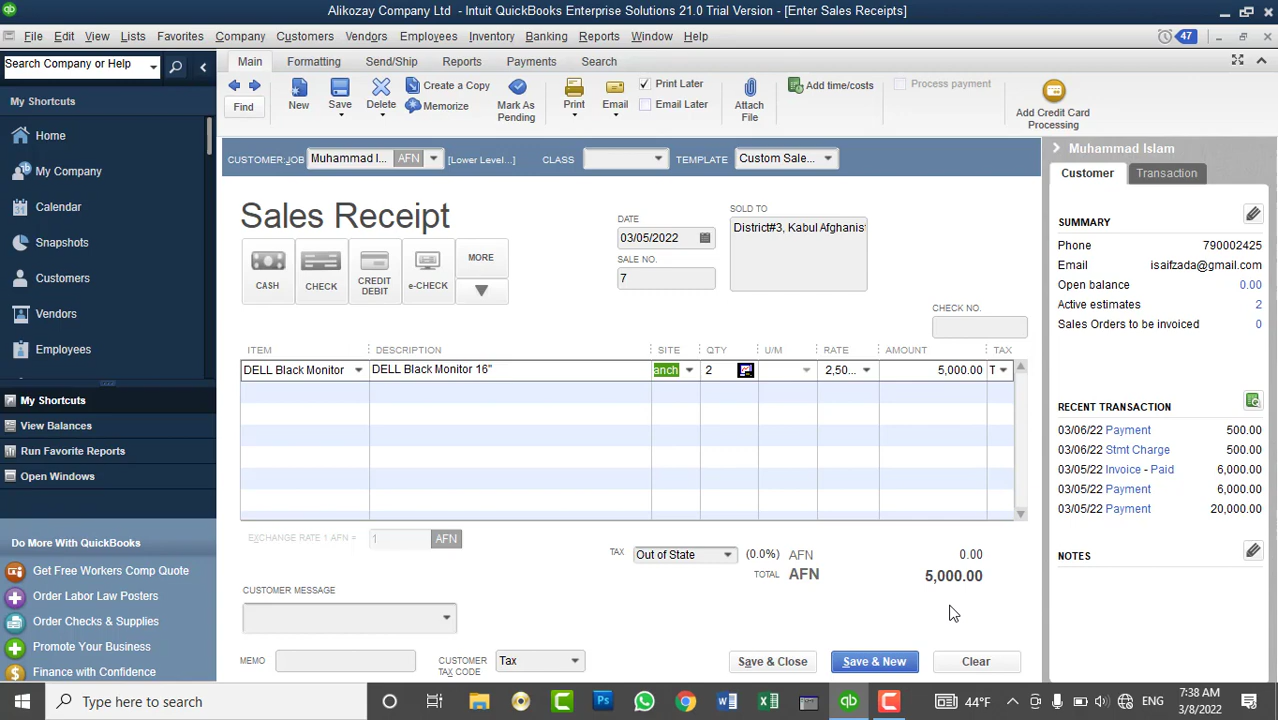 Alikozay Company Ltd - Intuit QuickBooks Enterprise Solutions 21.0 Trial Version - [Enter Sales Receipts]
File Edit View Lists Favorites Company Customers Vendors Employees Inventory Banking Reports Window Help 47
Search Company or Help
Main Formatting Send/Ship Reports Payments Search
Find
New
Save
Delete
Create a Copy
Memorize
Mark As
Pending
Print
Email
Print Later
Email Later
Attach
File
Add time/costs
Process payment
Add Credit Card
Processing
My Shortcuts
Home
My Company
Calendar
Snapshots
Customers
Vendors
Employees
My Shortcuts
View Balances
Run Favorite Reports
Open Windows
Do More With QuickBooks
Get Free Workers Comp Quote
Order Labor Law Posters
Order Checks & Supplies
Promote Your Business
Finance with Confidence
CUSTOMER:JOB Muhammad I... AFN [Lower Level...] CLASS TEMPLATE Custom Sale...
Sales Receipt
CASH
CHECK
CREDIT
DEBIT
e-CHECK
MORE
DATE
03/05/2022
SALE NO.
7
SOLD TO
District#3, Kabul Afghanis
CHECK NO.
ITEM DESCRIPTION SITE QTY U/M RATE AMOUNT TAX
DELL Black Monitor DELL Black Monitor 16" anch 2 2,50... 5,000.00 T
EXCHANGE RATE 1 AFN = 1 AFN
TAX Out of State (0.0%) AFN 0.00
TOTAL AFN 5,000.00
CUSTOMER MESSAGE
MEMO
CUSTOMER
TAX CODE
Tax
Save & Close
Save & New
Clear
Muhammad Islam
Customer Transaction
SUMMARY
Phone 790002425
Email isaifzada@gmail.com
Open balance 0.00
Active estimates 2
Sales Orders to be invoiced 0
RECENT TRANSACTION
03/06/22 Payment 500.00
03/06/22 Stmt Charge 500.00
03/05/22 Invoice - Paid 6,000.00
03/05/22 Payment 6,000.00
03/05/22 Payment 20,000.00
NOTES
Type here to search
44°F
ENG
7:38 AM
3/8/2022